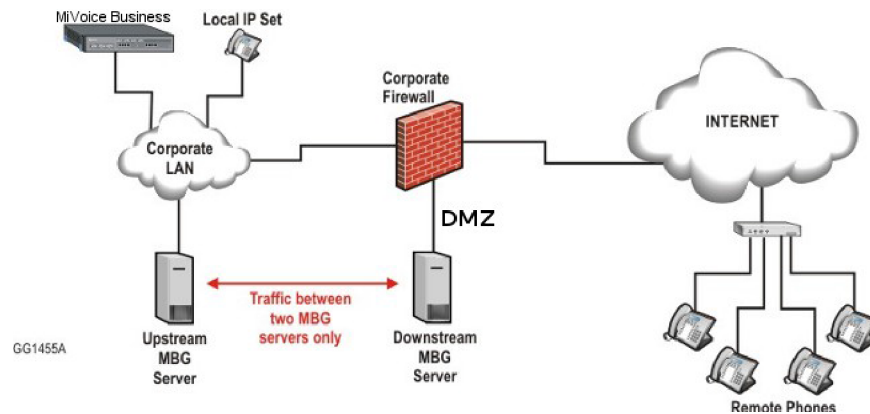 MiVoice Business
Local IP Set
Corporate
Firewall
INTERNET
Corporate
LAN
DMZ
Traffic between
two MBG
servers only
Upstream
MBG
Server
Downstream
MBG
Server
GG1455A
Remote Phones